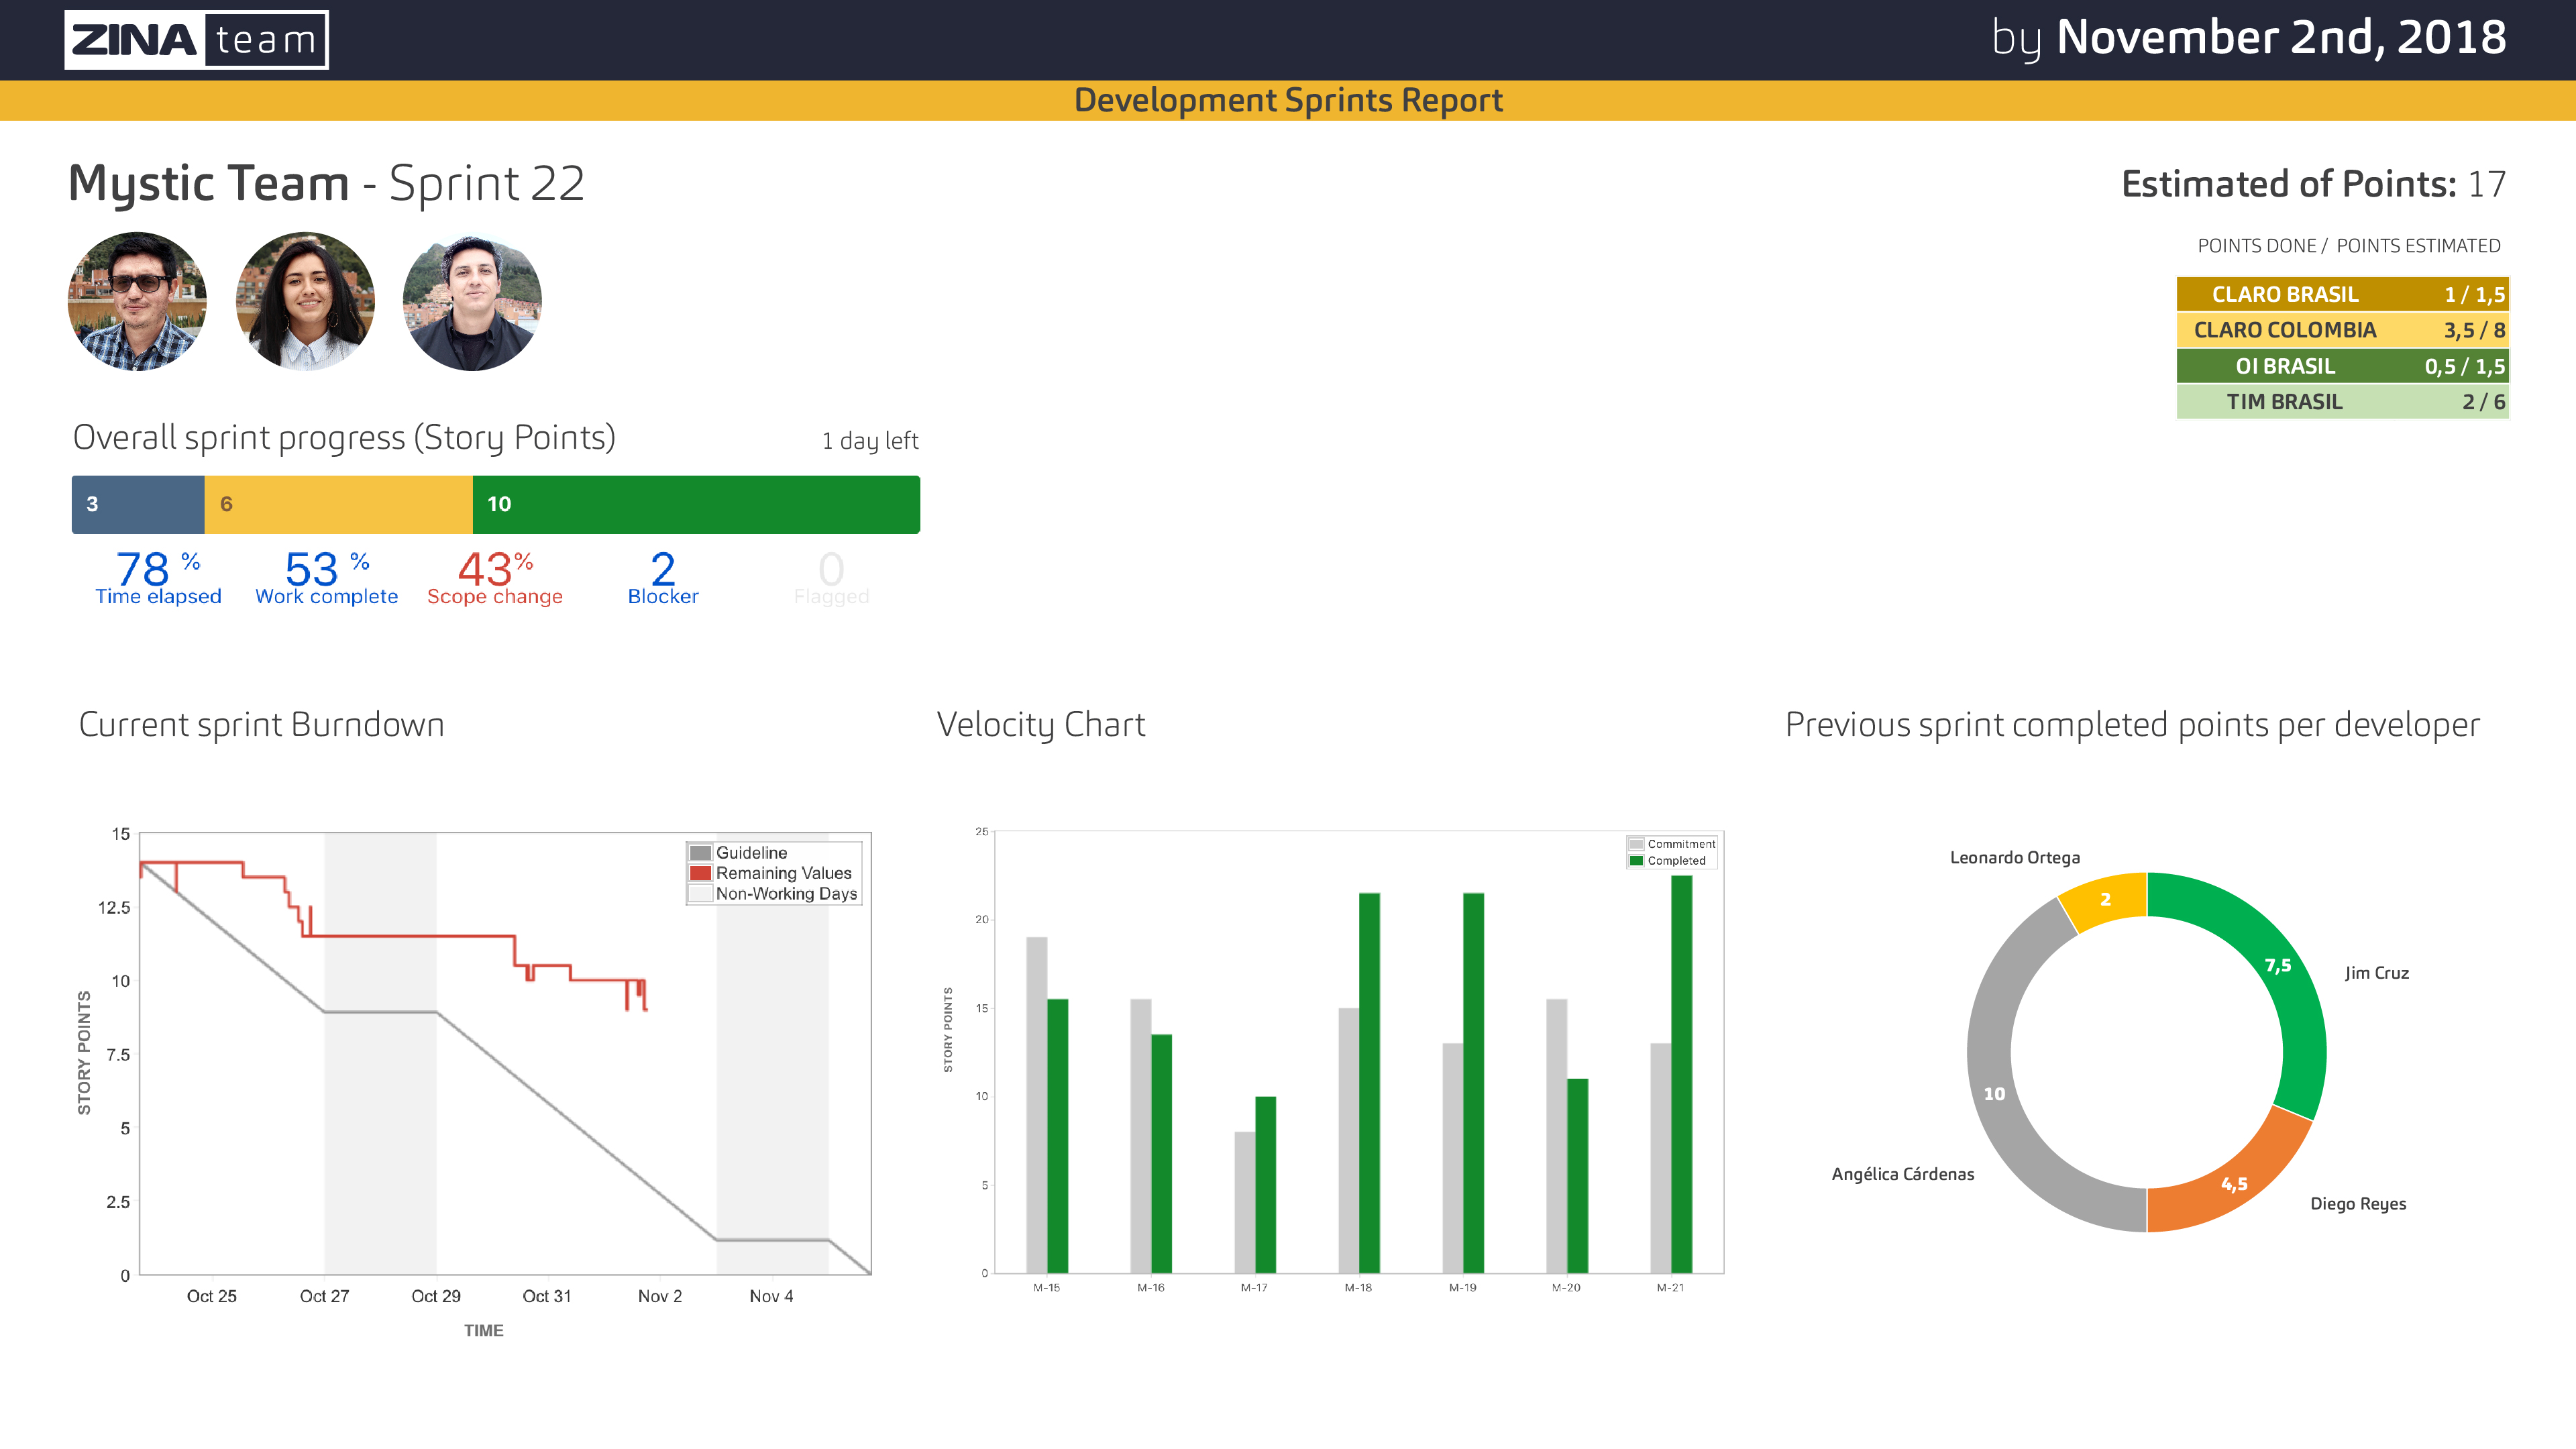 ZINA team
by November 2nd, 2018
Development Sprints Report
Mystic Team - Sprint 22
Estimated of Points: 17
POINTS DONE / POINTS ESTIMATED
CLARO BRASIL 1 / 1,5
CLARO COLOMBIA 3,5 / 8
OI BRASIL 0,5 / 1,5
TIM BRASIL 2 / 6
Overall sprint progress (Story Points) 1 day left
3 6 10
78 % 53 % 43% 2 0
Time elapsed Work complete Scope change Blocker Flagged
Current sprint Burndown
15
12.5
10
7.5
5
2.5
0
STORY POINTS
Guideline
Remaining Values
Non-Working Days
Oct 25 Oct 27 Oct 29 Oct 31 Nov 2 Nov 4
TIME
Velocity Chart
25
20
15
10
5
0
STORY POINTS
Commitment
Completed
M-15 M-16 M-17 M-18 M-19 M-20 M-21
Previous sprint completed points per developer
Leonardo Ortega
2
7,5
Jim Cruz
10
Angélica Cárdenas
4,5
Diego Reyes